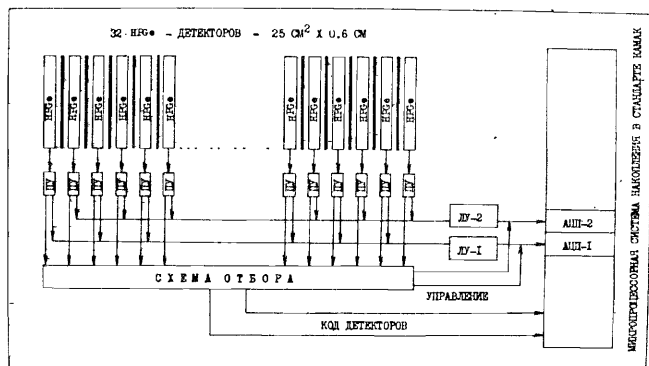 32 HPGe - ДЕТЕКТОРОВ - 25 СМ² X 0.6 СМ
HPGe HPGe HPGe HPGe HPGe HPGe HPGe HPGe HPGe HPGe HPGe HPGe
ПУ ПУ ПУ ПУ ПУ ПУ ПУ ПУ ПУ ПУ ПУ ПУ
ЛУ-2
АЦП-2
ЛУ-1
АЦП-1
СХЕМА ОТБОРА
УПРАВЛЕНИЕ
КОД ДЕТЕКТОРОВ
МИКРОПРОЦЕССОРНАЯ СИСТЕМА НАКОПЛЕНИЯ В СТАНДАРТЕ КАМАК